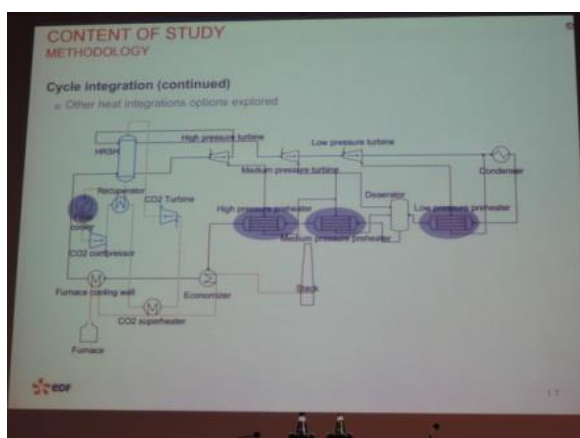 CONTENT OF STUDY
METHODOLOGY
Cycle integration (continued)
Other heat integrations options explored
High pressure turbine
Low pressure turbine
HRSH
Medium pressure turbine
Condenser
Recuperator
CO2 Turbine
Deaerator
cooler
High pressure preheater
Low pressure preheater
CO2 compressor
Medium pressure preheater
Furnace cooling wall
Economizer
Stack
CO2 superheater
Furnace
edf
17